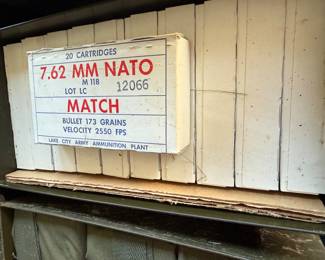 20 CARTRIDGES
7.62 MM NATO
M 118
LOT LC 12066
MATCH
BULLET 173 GRAINS
VELOCITY 2550 FPS
LAKE CITY ARMY AMMUNITION PLANT